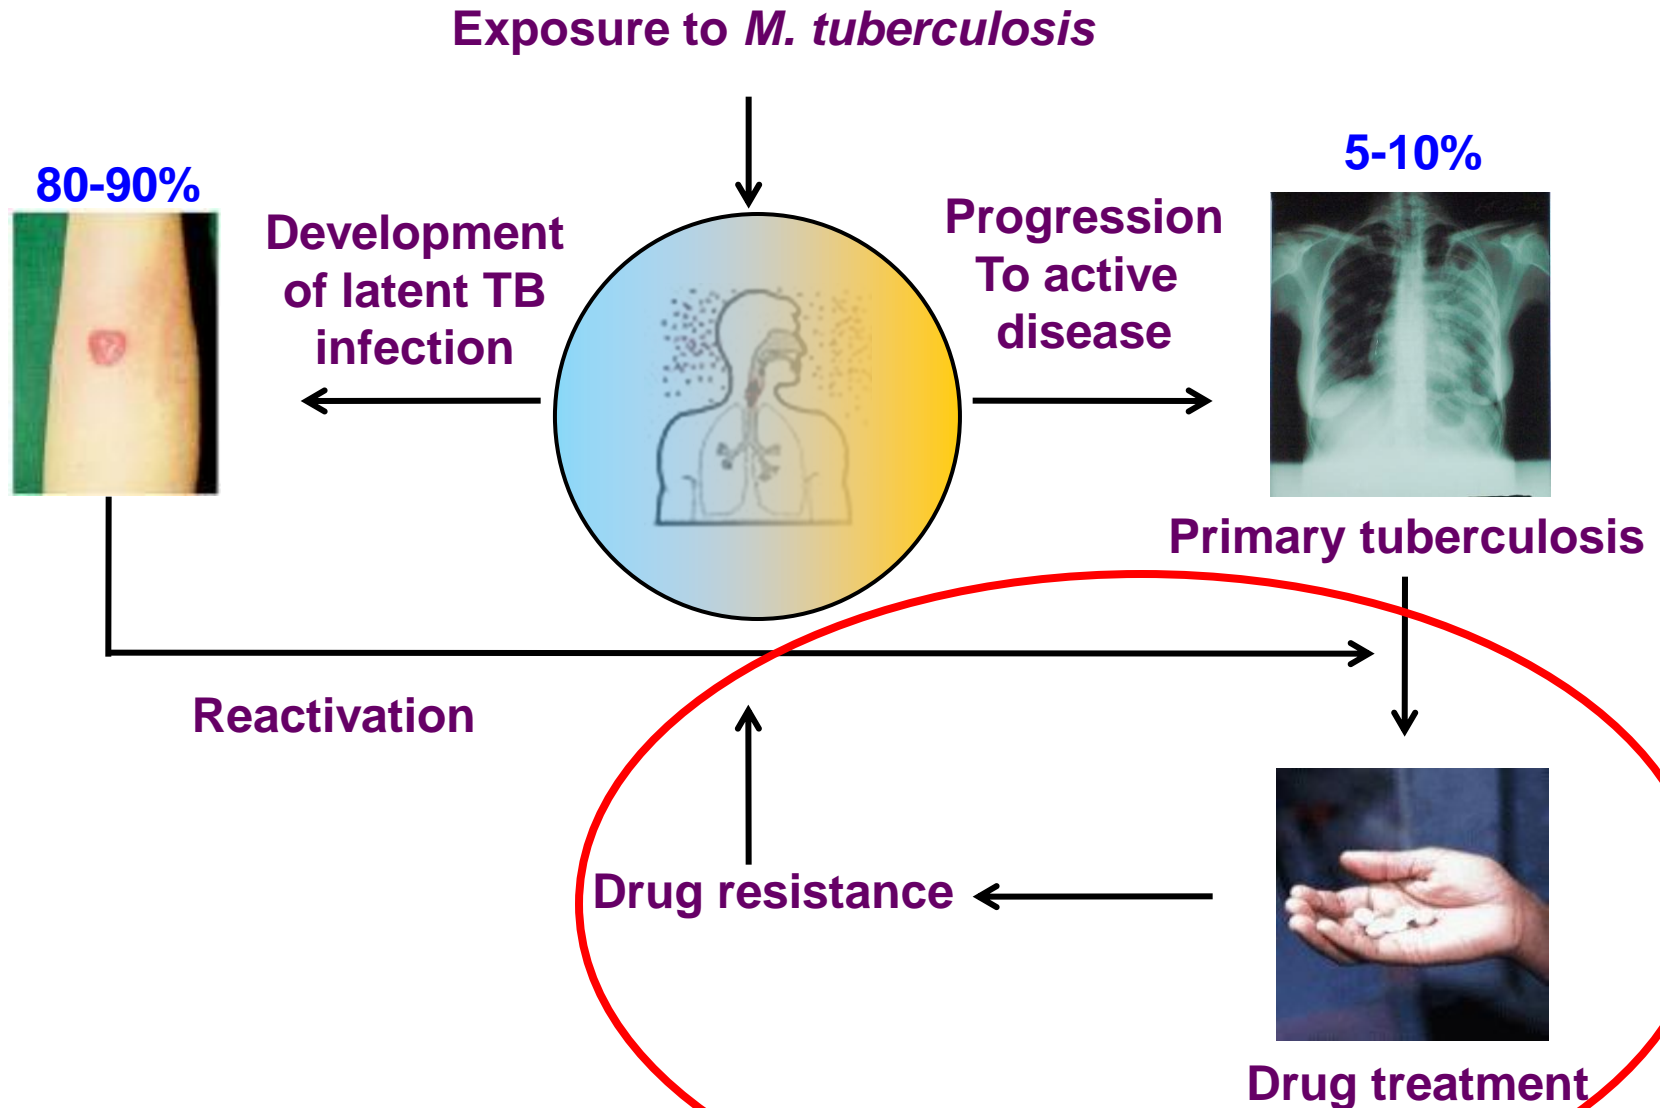 Exposure to M. tuberculosis
80-90%
Development
of latent TB
infection
Progression
To active
disease
5-10%
Primary tuberculosis
Reactivation
Drug resistance
Drug treatment